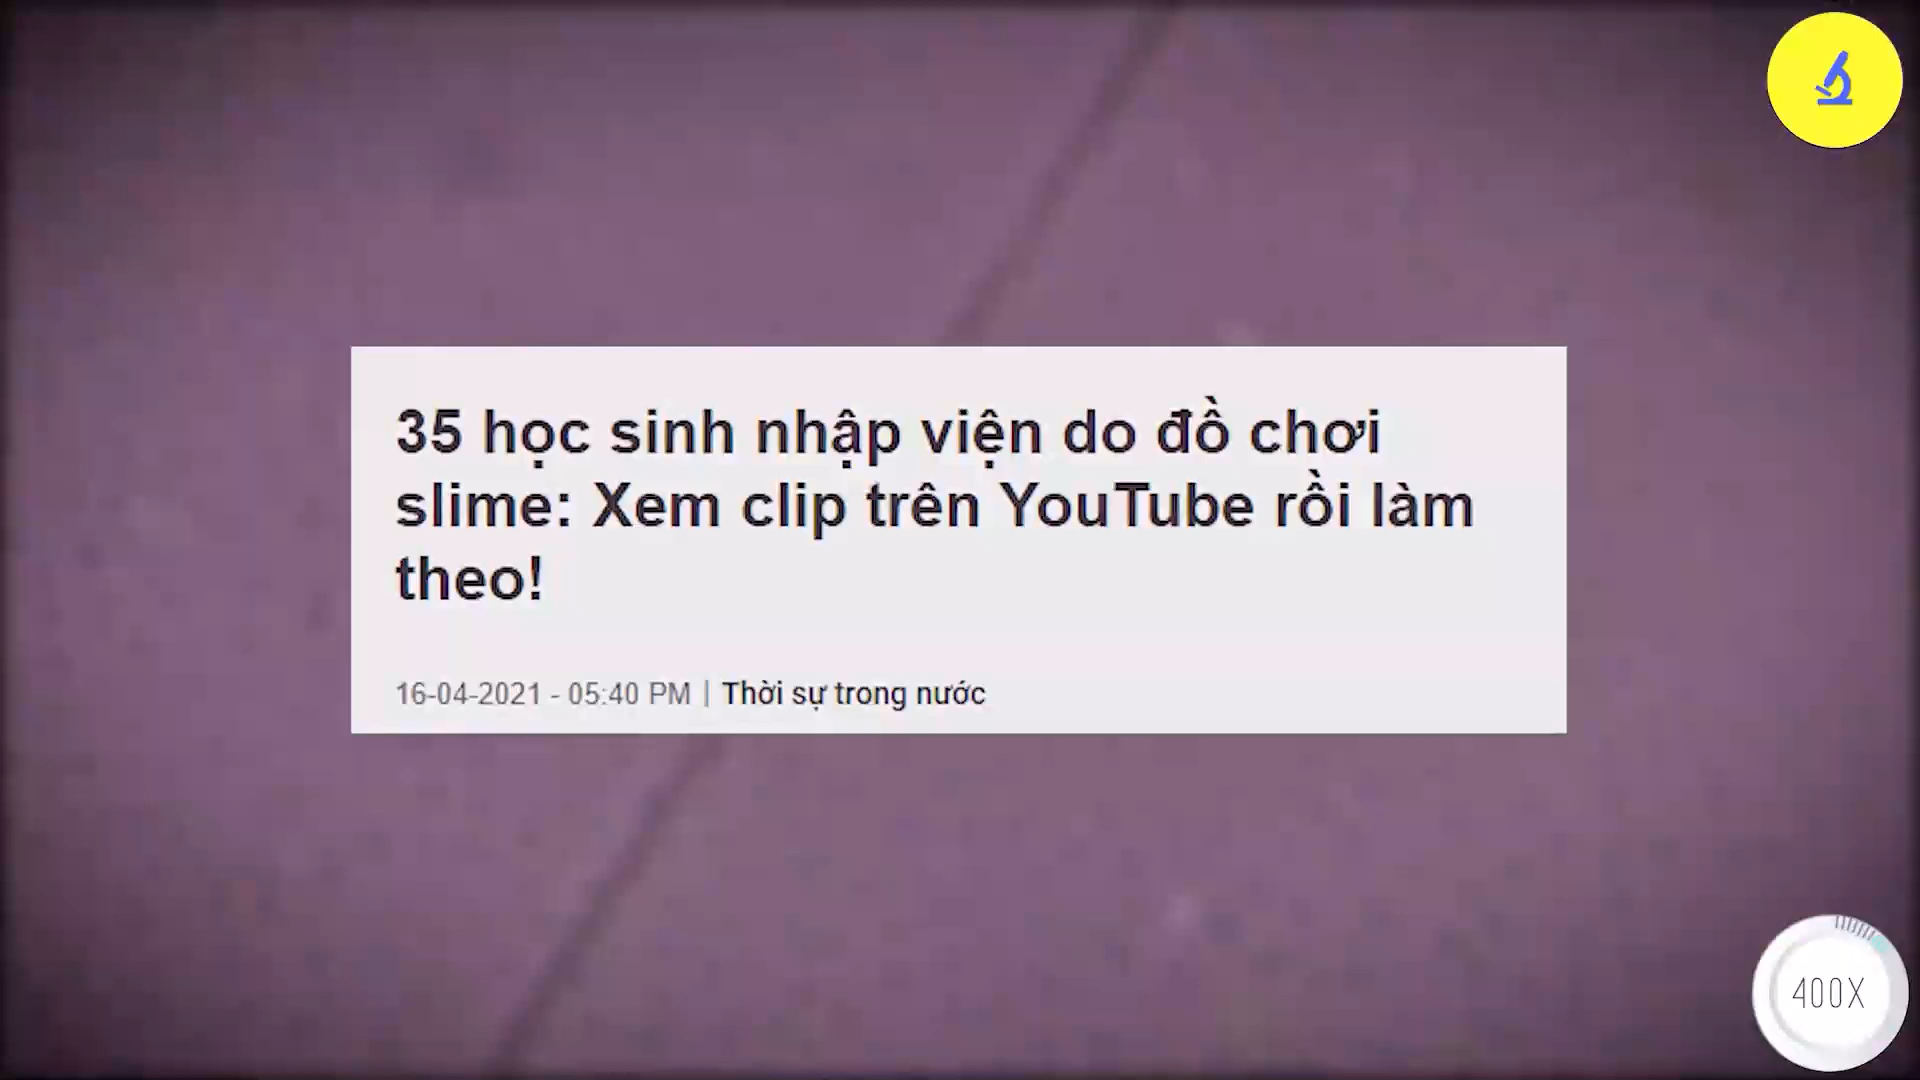 35 học sinh nhập viện do đồ chơi
slime: Xem clip trên YouTube rồi làm
theo!
16-04-2021 - 05:40 PM | Thời sự trong nước
400X